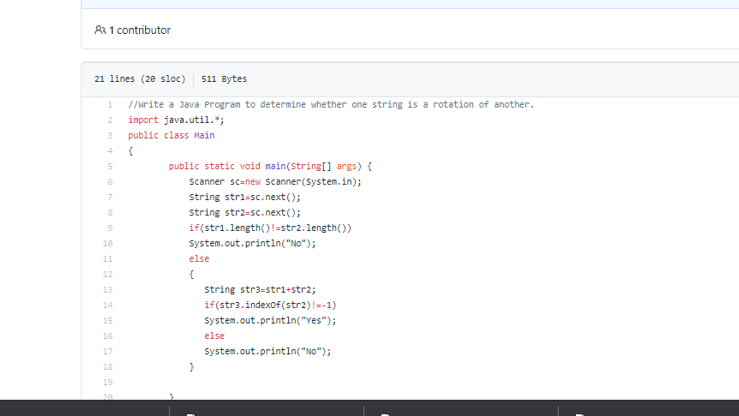 1 contributor
21 lines (20 sloc) 511 Bytes
1 //Write a Java Program to determine whether one string is a rotation of another.
2 import java.util.*;
3 public class Main
4 {
5 public static void main(String[] args) {
6 Scanner sc=new Scanner(System.in);
7 String str1=sc.next();
8 String str2=sc.next();
9 if(str1.length()!=str2.length())
10 System.out.println("No");
11 else
12 {
13 String str3=str1+str2;
14 if(str3.indexOf(str2)!=-1)
15 System.out.println("Yes");
16 else
17 System.out.println("No");
18 }
19
20 }